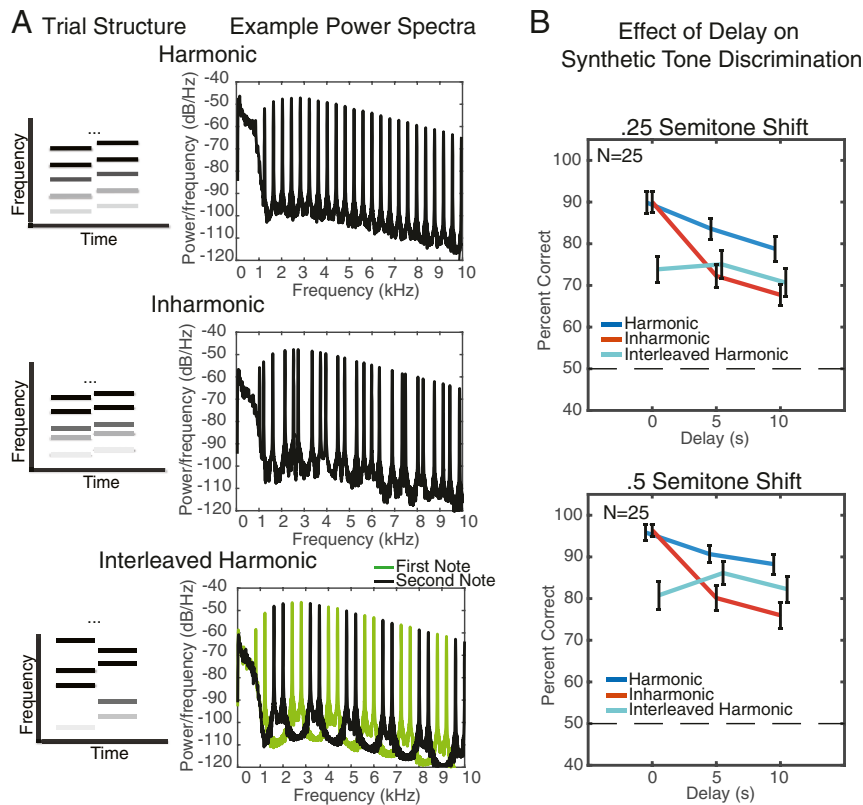 A Trial Structure Example Power Spectra
Harmonic
Frequency
...
Time
Power/frequency (dB/Hz)
-40
-50
-60
-70
-80
-90
-100
-110
-120
0 1 2 3 4 5 6 7 8 9 10
Frequency (kHz)
Inharmonic
Frequency
...
Time
Power/frequency (dB/Hz)
-40
-50
-60
-70
-80
-90
-100
-110
-120
0 1 2 3 4 5 6 7 8 9 10
Frequency (kHz)
Interleaved Harmonic
First Note
Second Note
Frequency
...
Time
Power/frequency (dB/Hz)
-40
-50
-60
-70
-80
-90
-100
-110
-120
0 1 2 3 4 5 6 7 8 9 10
Frequency (kHz)
B Effect of Delay on
Synthetic Tone Discrimination
.25 Semitone Shift
N=25
Percent Correct
100
90
80
70
60
50
40
Harmonic
Inharmonic
Interleaved Harmonic
0 5 10
Delay (s)
.5 Semitone Shift
N=25
Percent Correct
100
90
80
70
60
50
40
Harmonic
Inharmonic
Interleaved Harmonic
0 5 10
Delay (s)